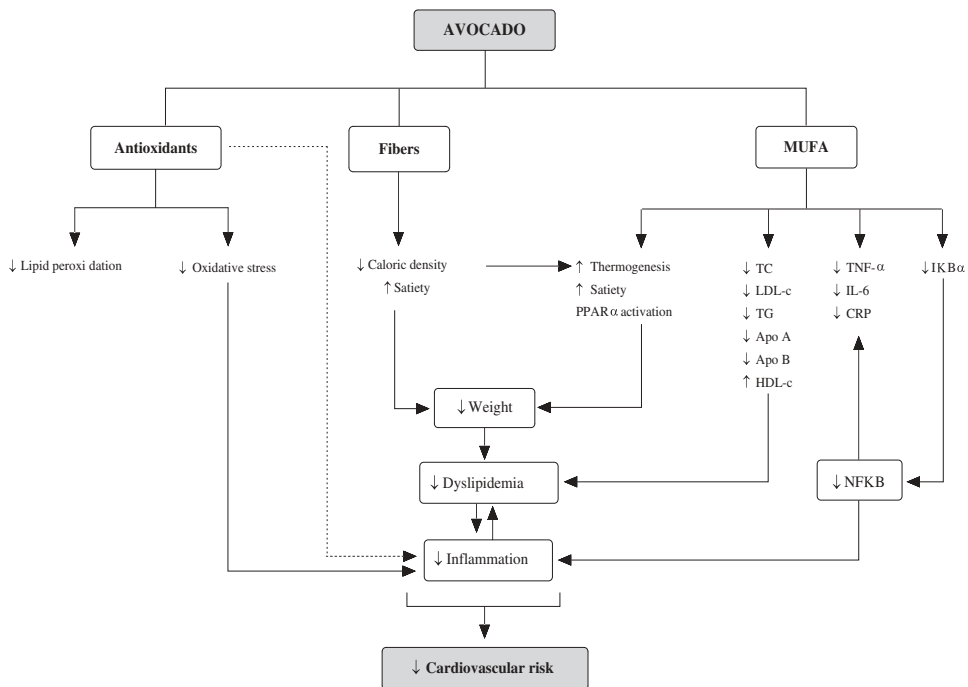 AVOCADO
Antioxidants
Fibers
MUFA
↓ Lipid peroxi dation
↓ Oxidative stress
↓ Caloric density
↑ Satiety
↑ Thermogenesis
↑ Satiety
PPARα activation
↓ TC
↓ LDL-c
↓ TG
↓ Apo A
↓ Apo B
↑ HDL-c
↓ TNF-α
↓ IL-6
↓ CRP
↓ IKBα
↓ Weight
↓ Dyslipidemia
↓ NFKB
↓ Inflammation
↓ Cardiovascular risk